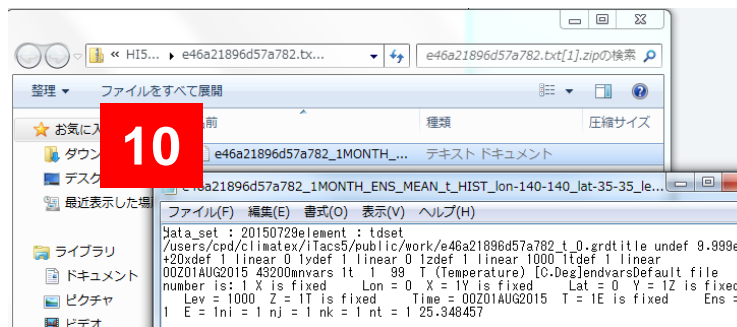 « HI5... ▸ e46a21896d57a782.tx...
e46a21896d57a782.txt[1].zipの検索
整理 ▼ ファイルをすべて展開
10
お気に入
名前
種類
圧縮サイズ
ダウン
e46a21896d57a782_1MONTH_...
テキスト ドキュメント
デスク
最近表示した場
e46a21896d57a782_1MONTH_ENS_MEAN_t_HIST_lon-140-140_lat-35-35_le...
ファイル(F) 編集(E) 書式(O) 表示(V) ヘルプ(H)
ライブラリ
ドキュメント
ピクチャ
ビデオ
data_set : 20150729element : tdset
/users/cpd/climatex/iTacs5/public/work/e46a21896d57a782_t_0.grdtitle undef 9.999e
+20xdef 1 linear 0 1ydef 1 linear 0 1zdef 1 linear 1000 1tdef 1 linear
00Z01AUG2015 43200mnvars 1t 1 99 T (Temperature) [C.Deg]endvarsDefault file
number is: 1 X is fixed Lon = 0 X = 1Y is fixed Lat = 0 Y = 1Z is fixed
Lev = 1000 Z = 1T is fixed Time = 00Z01AUG2015 T = 1E is fixed Ens =
1 E = 1ni = 1 nj = 1 nk = 1 nt = 1 25.348457